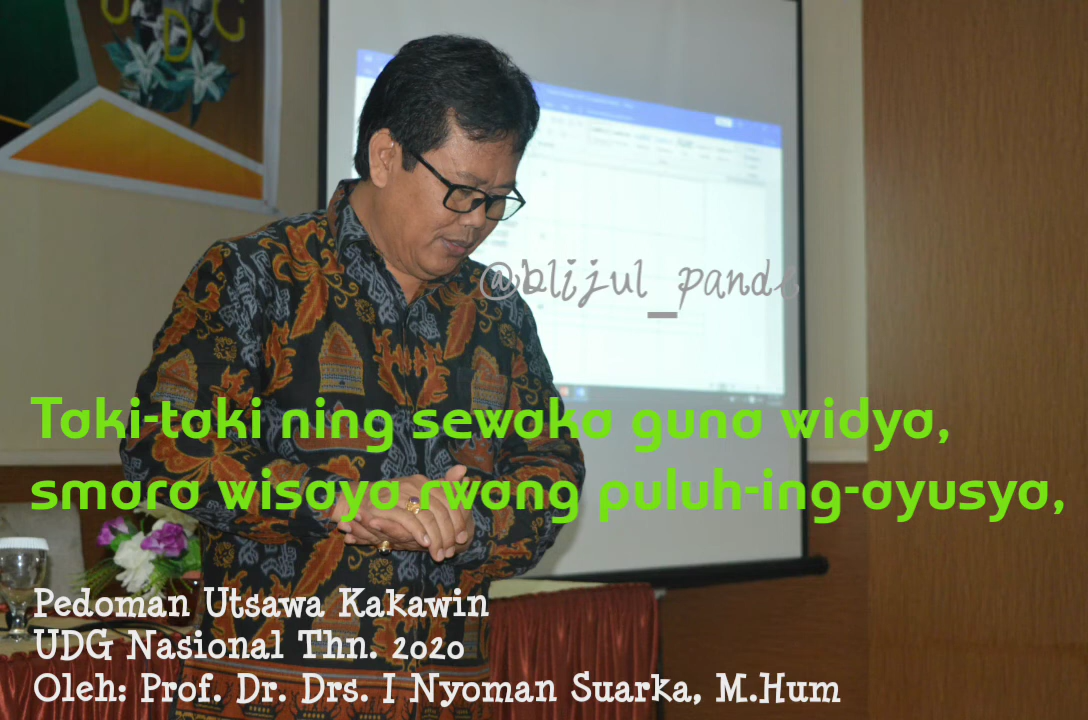 UDG
@blijul_pande
Taki-taki ning sewaka guna widya,
smara wisaya rwang puluh-ing-ayusya,
Pedoman Utsawa Kakawin
UDG Nasional Thn. 2020
Oleh: Prof. Dr. Drs. I Nyoman Suarka, M.Hum